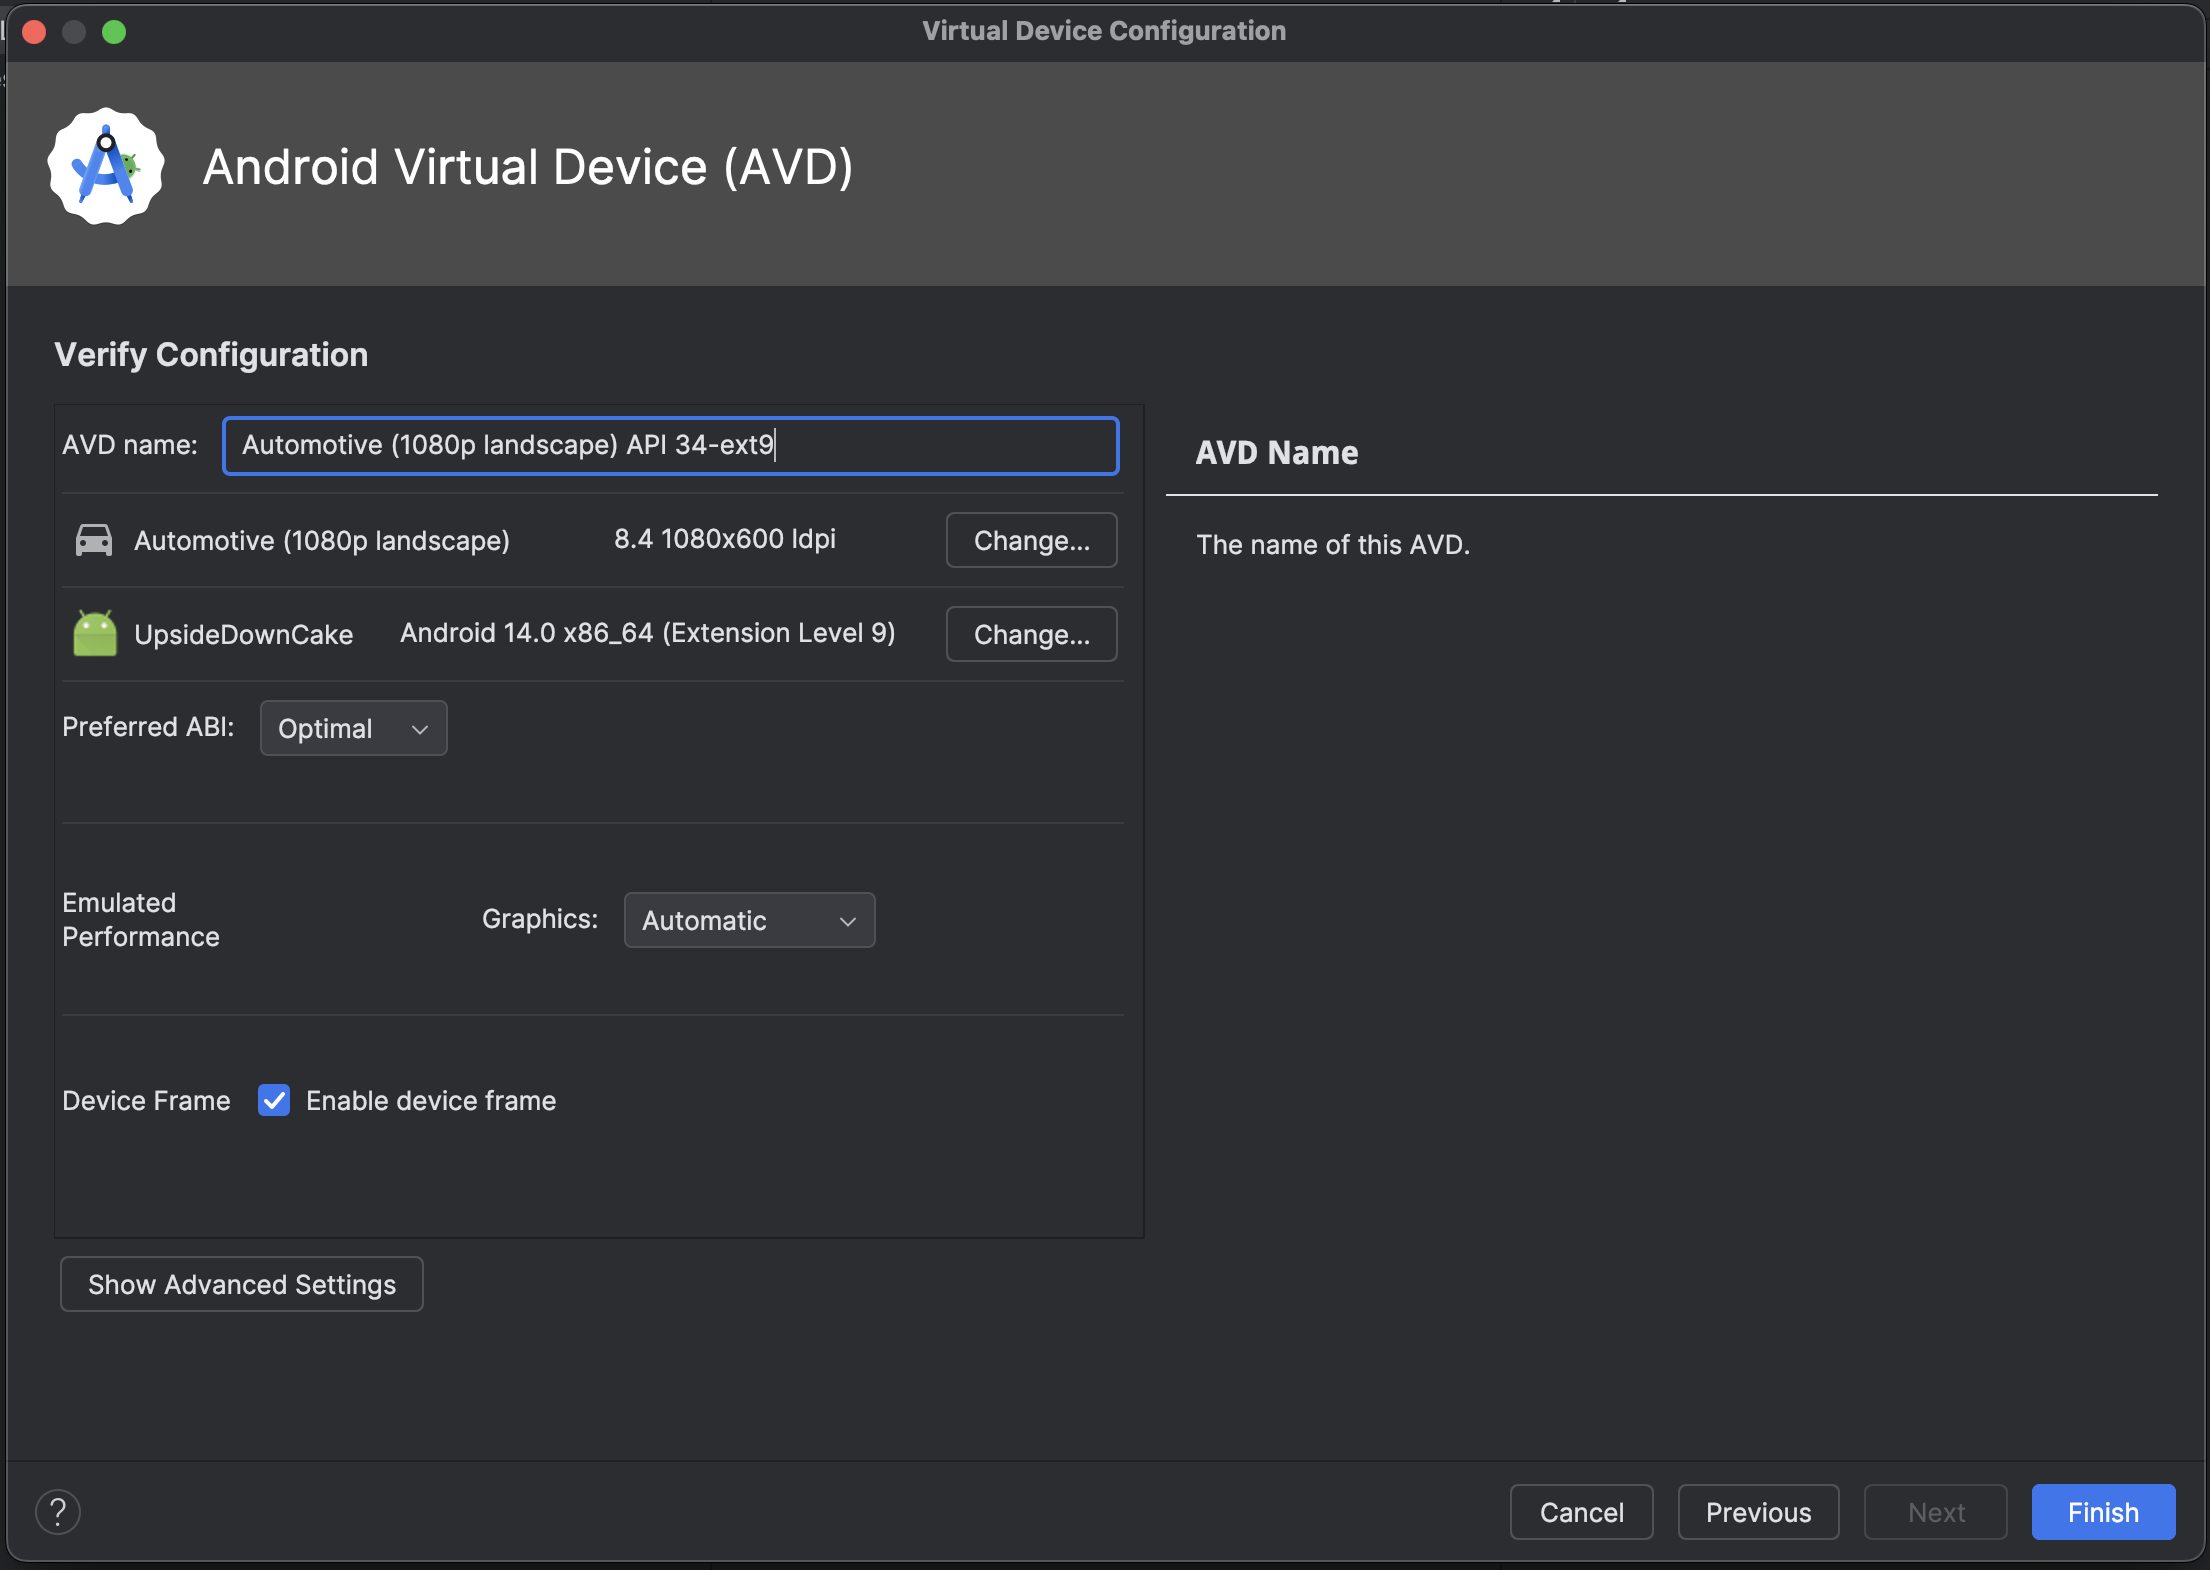 Virtual Device Configuration
Android Virtual Device (AVD)
Verify Configuration
AVD name: Automotive (1080p landscape) API 34-ext9
Automotive (1080p landscape) 8.4 1080x600 ldpi Change...
UpsideDownCake Android 14.0 x86_64 (Extension Level 9) Change...
Preferred ABI: Optimal
Emulated
Performance
Graphics: Automatic
Device Frame Enable device frame
Show Advanced Settings
AVD Name
The name of this AVD.
? Cancel Previous Next Finish